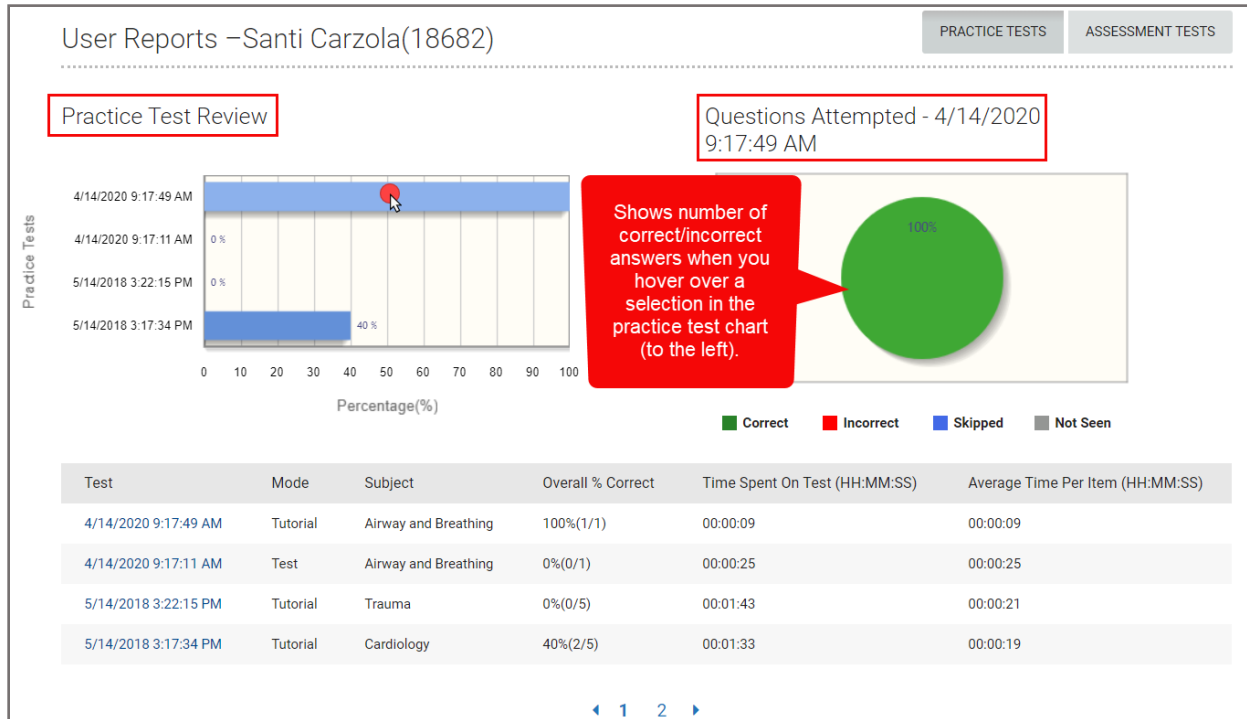 User Reports –Santi Carzola(18682)
PRACTICE TESTS
ASSESSMENT TESTS
Practice Test Review
Questions Attempted - 4/14/2020
9:17:49 AM
Practice Tests
4/14/2020 9:17:49 AM
4/14/2020 9:17:11 AM
0 %
5/14/2018 3:22:15 PM
0 %
5/14/2018 3:17:34 PM
40 %
0 10 20 30 40 50 60 70 80 90 100
Percentage(%)
Shows number of
correct/incorrect
answers when you
hover over a
selection in the
practice test chart
(to the left).
100%
Correct Incorrect Skipped Not Seen
Test Mode Subject Overall % Correct Time Spent On Test (HH:MM:SS) Average Time Per Item (HH:MM:SS)
4/14/2020 9:17:49 AM Tutorial Airway and Breathing 100%(1/1) 00:00:09 00:00:09
4/14/2020 9:17:11 AM Test Airway and Breathing 0%(0/1) 00:00:25 00:00:25
5/14/2018 3:22:15 PM Tutorial Trauma 0%(0/5) 00:01:43 00:00:21
5/14/2018 3:17:34 PM Tutorial Cardiology 40%(2/5) 00:01:33 00:00:19
1 2